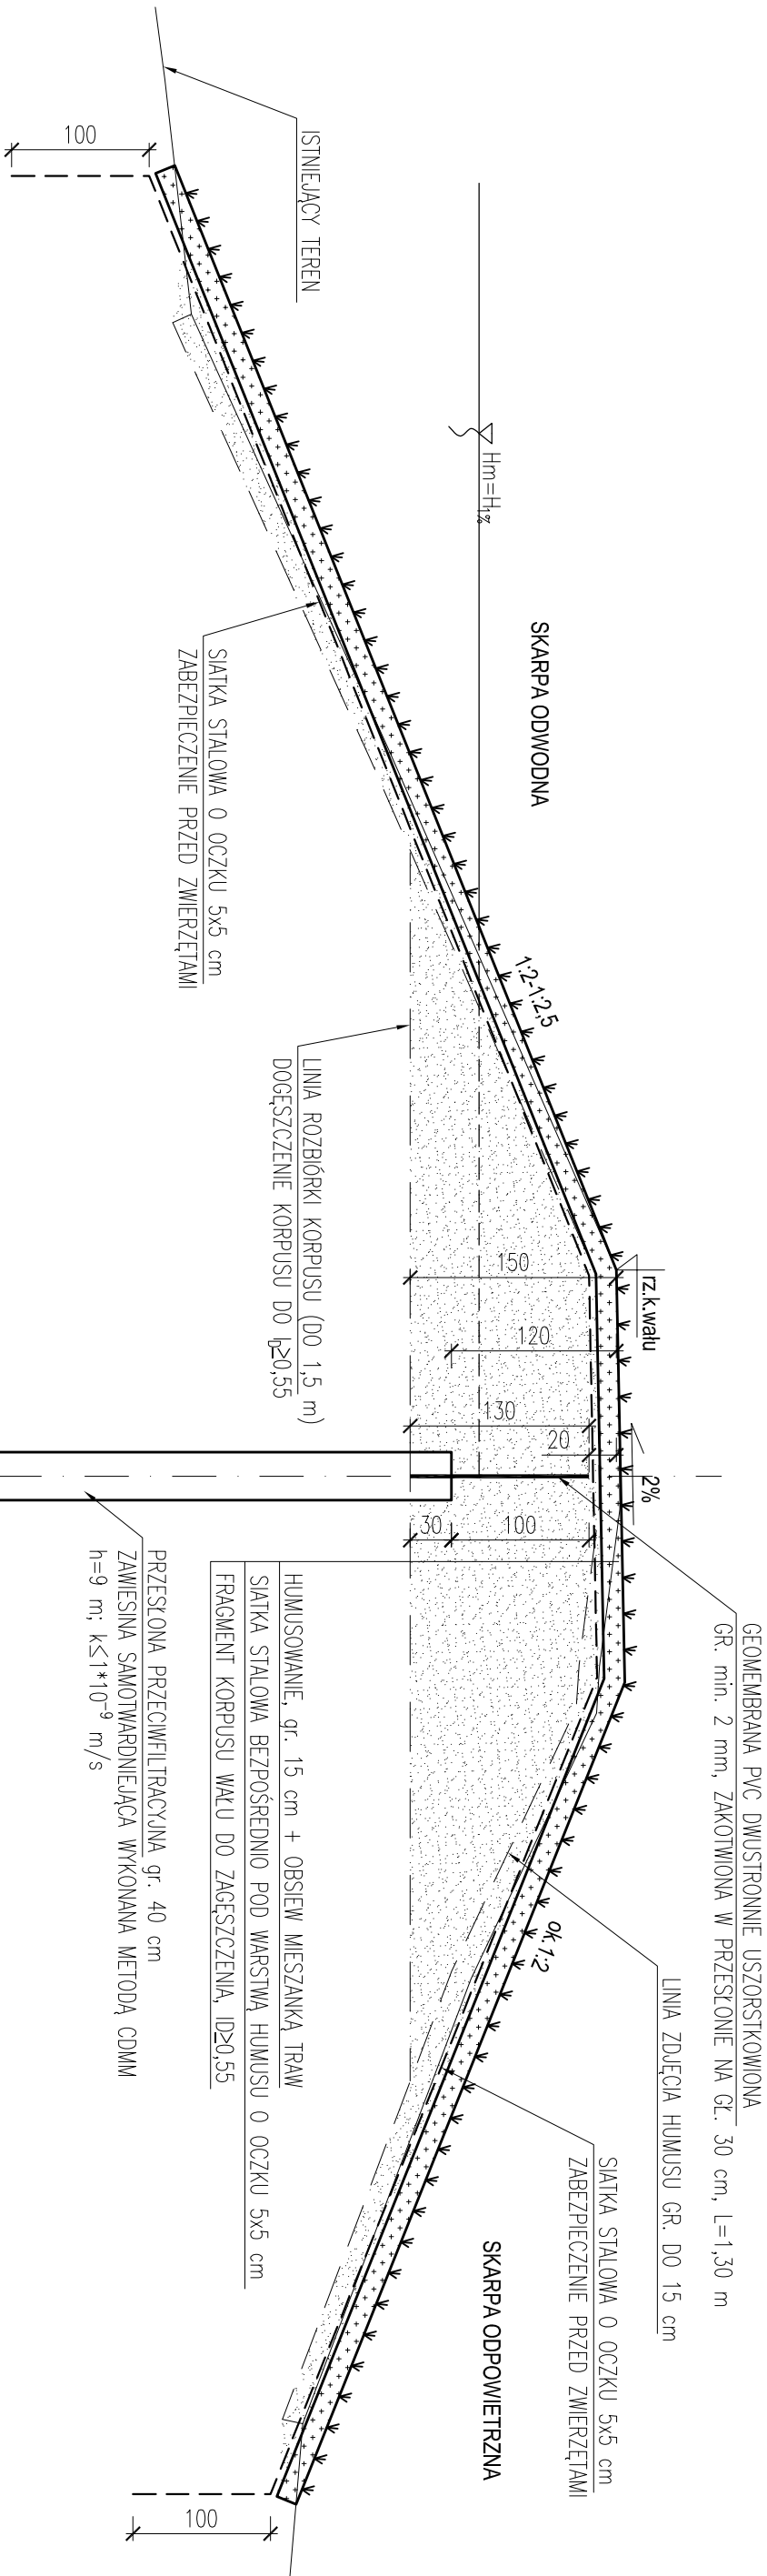 GEOMEMBRANA PVC DWUSTRONNIE USZORSTKOWIONA
GR. min. 2 mm, ZAKOTWIONA W PRZESŁONIE NA GŁ. 30 cm, L=1,30 m
LINIA ZDJĘCIA HUMUSU GR. DO 15 cm
SIATKA STALOWA O OCZKU 5x5 cm
ZABEZPIECZENIE PRZED ZWIERZĘTAMI
SKARPA ODWODNA
SKARPA ODPOWIETRZNA
rz.k.wału
2%
1:2-1:2,5
ok.1:2
Hm=H1%
150
120
130
20
30
100
ISTNIEJĄCY TEREN
100
SIATKA STALOWA O OCZKU 5x5 cm
ZABEZPIECZENIE PRZED ZWIERZĘTAMI
LINIA ROZBIÓRKI KORPUSU (DO 1,5 m)
DOGĘSZCZENIE KORPUSU DO ID≥0,55
HUMUSOWANIE, gr. 15 cm + OBSIEW MIESZANKĄ TRAW
SIATKA STALOWA BEZPOŚREDNIO POD WARSTWĄ HUMUSU O OCZKU 5x5 cm
FRAGMENT KORPUSU WAŁU DO ZAGĘSZCZENIA, ID≥0,55
PRZESŁONA PRZECIWFILTRACYJNA gr. 40 cm
ZAWIESINA SAMOTWARDNIEJĄCA WYKONANA METODĄ CDMM
h=9 m; k≤1*10⁻⁹ m/s
100